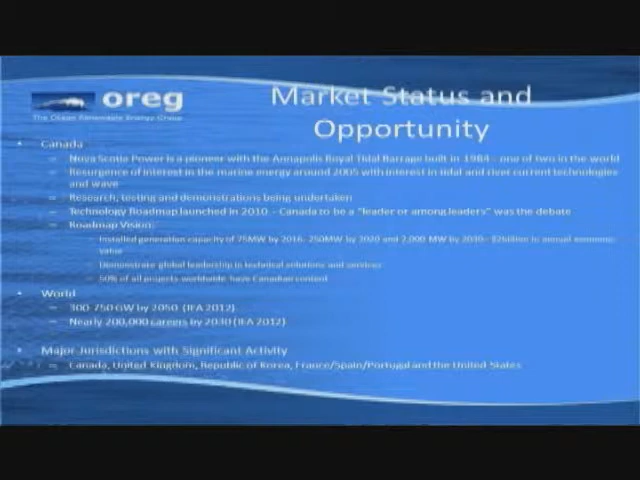 oreg
The Ocean Renewable Energy Group
Market Status and
Opportunity
• Canada
– Nova Scotia Power is a pioneer with the Annapolis Royal Tidal Barrage built in 1984 - one of two in the world
– Resurgence of interest in the marine energy around 2005 with interest in tidal and river current technologies
and wave
– Research, testing and demonstrations being undertaken
– Technology Roadmap launched in 2010 - Canada to be a "leader or among leaders" was the debate
– Roadmap Vision:
– Installed generation capacity of 75MW by 2016, 250MW by 2020 and 2,000 MW by 2030 - $2billion in annual economic
value
– Demonstrate global leadership in technical solutions and services
– 50% of all projects worldwide have Canadian content
• World
– 300-750 GW by 2050 (IEA 2012)
– Nearly 200,000 careers by 2030 (IEA 2012)
• Major Jurisdictions with Significant Activity
– Canada, United Kingdom, Republic of Korea, France/Spain/Portugal and the United States